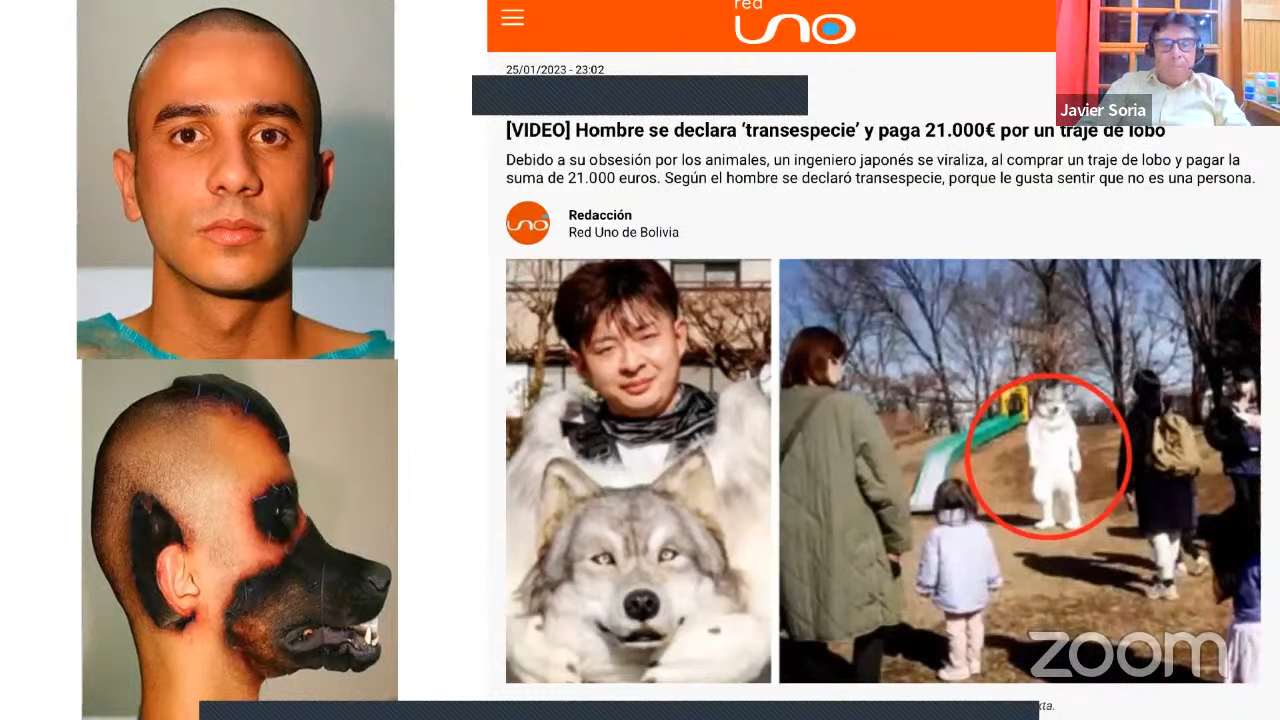 red
uno
25/01/2023 - 23:02
Javier Soria
[VIDEO] Hombre se declara ‘transespecie’ y paga 21.000€ por un traje de lobo
Debido a su obsesión por los animales, un ingeniero japonés se viraliza, al comprar un traje de lobo y pagar la
suma de 21.000 euros. Según el hombre se declaró transespecie, porque le gusta sentir que no es una persona.
uno
Redacción
Red Uno de Bolivia
zoom